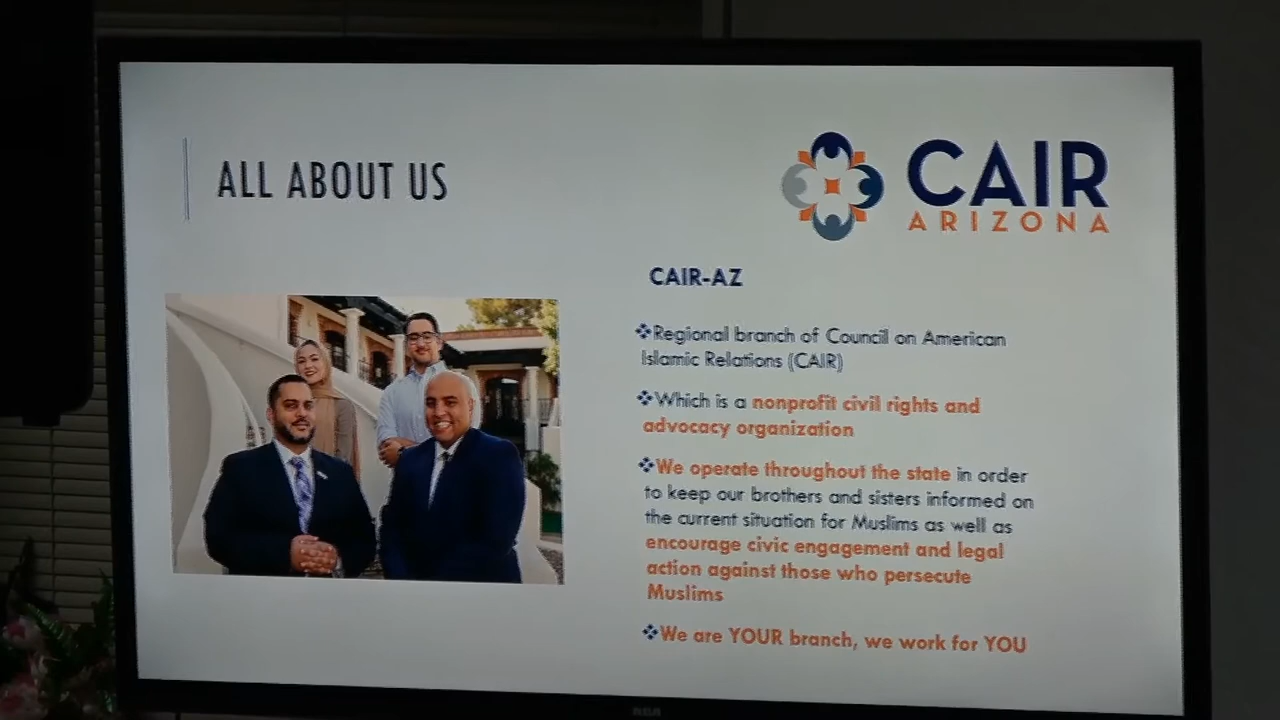 ALL ABOUT US
CAIR
ARIZONA
CAIR-AZ
❖Regional branch of Council on American
Islamic Relations (CAIR)
❖Which is a nonprofit civil rights and
advocacy organization
❖We operate throughout the state in order
to keep our brothers and sisters informed on
the current situation for Muslims as well as
encourage civic engagement and legal
action against those who persecute
Muslims
❖We are YOUR branch, we work for YOU
RCA